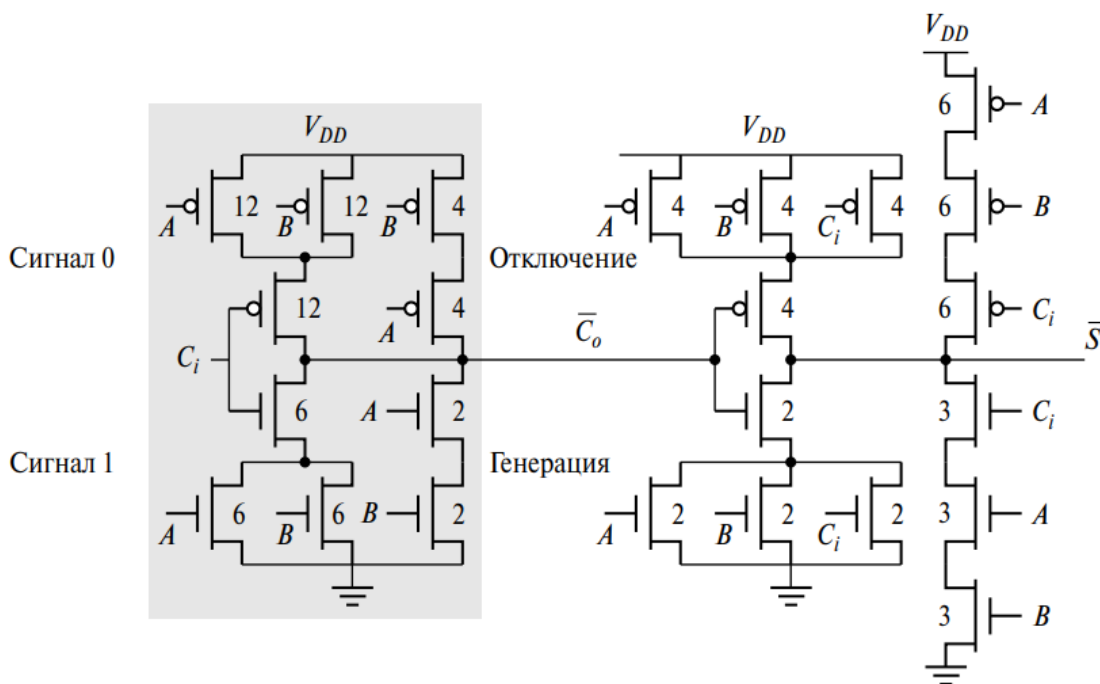 V_DD
6 A
V_DD V_DD
A 12 B 12 B 4 A 4 B 4 C_i 4 6 B
Сигнал 0 Отключение
12 A 4 4 6 C_i
C_i C̅_o S̅
6 A 2 2 3 C_i
Сигнал 1 Генерация
A 6 B 6 B 2 A 2 B 2 C_i 2 3 A
3 B